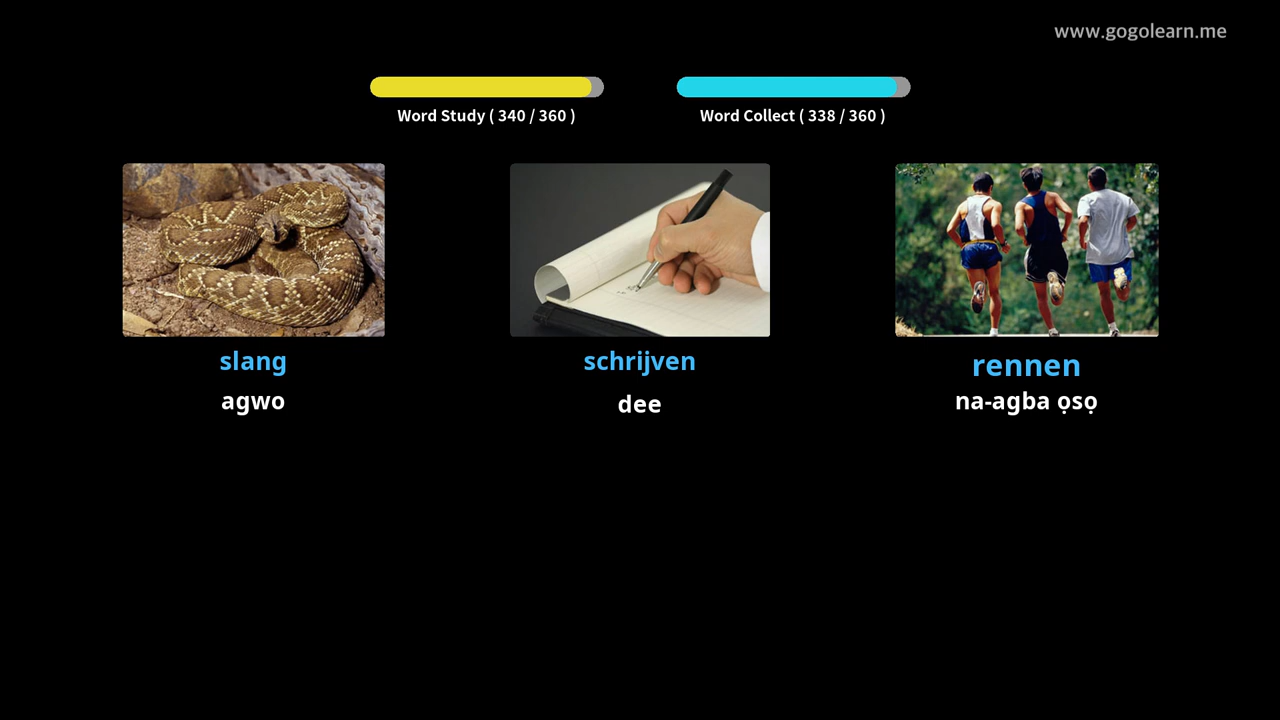 www.gogolearn.me
Word Study ( 340 / 360 )
Word Collect ( 338 / 360 )
slang
schrijven
rennen
agwo
dee
na-agba ọsọ